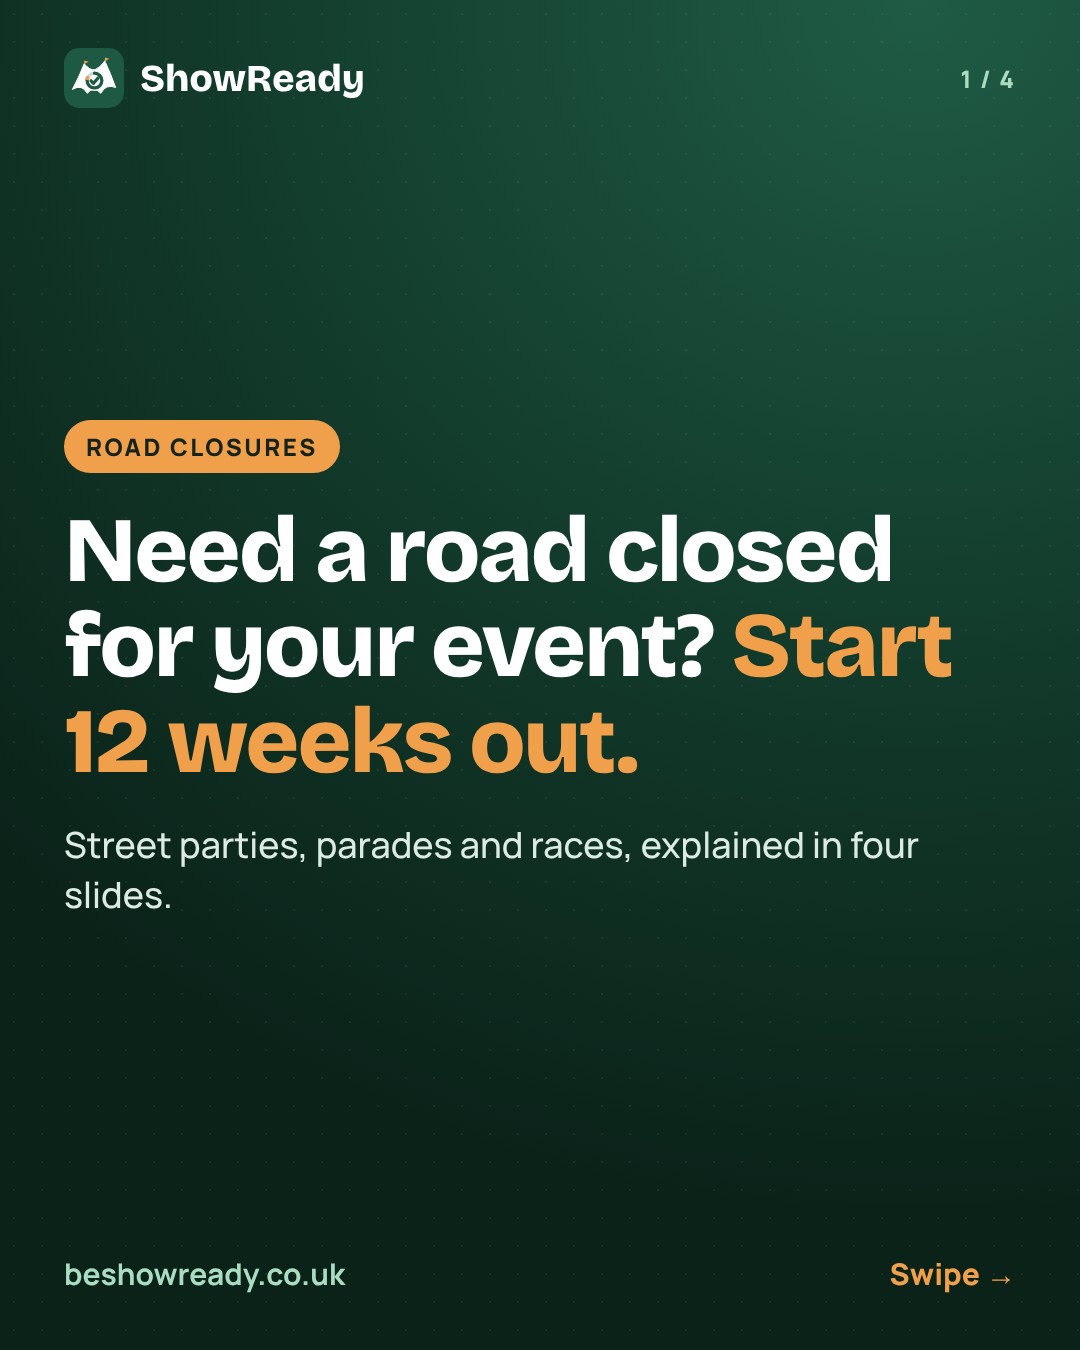 ShowReady
1 / 4
ROAD CLOSURES
Need a road closed
for your event? Start
12 weeks out.
Street parties, parades and races, explained in four
slides.
beshowready.co.uk
Swipe →